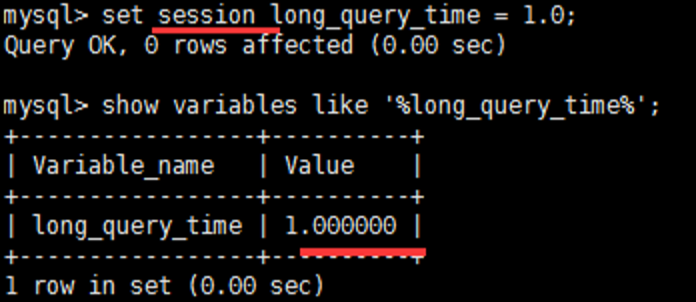 mysql> set session long_query_time = 1.0;
Query OK, 0 rows affected (0.00 sec)
mysql> show variables like '%long_query_time%';
+-----------------+----------+
| Variable_name   | Value    |
+-----------------+----------+
| long_query_time | 1.000000 |
+-----------------+----------+
1 row in set (0.00 sec)